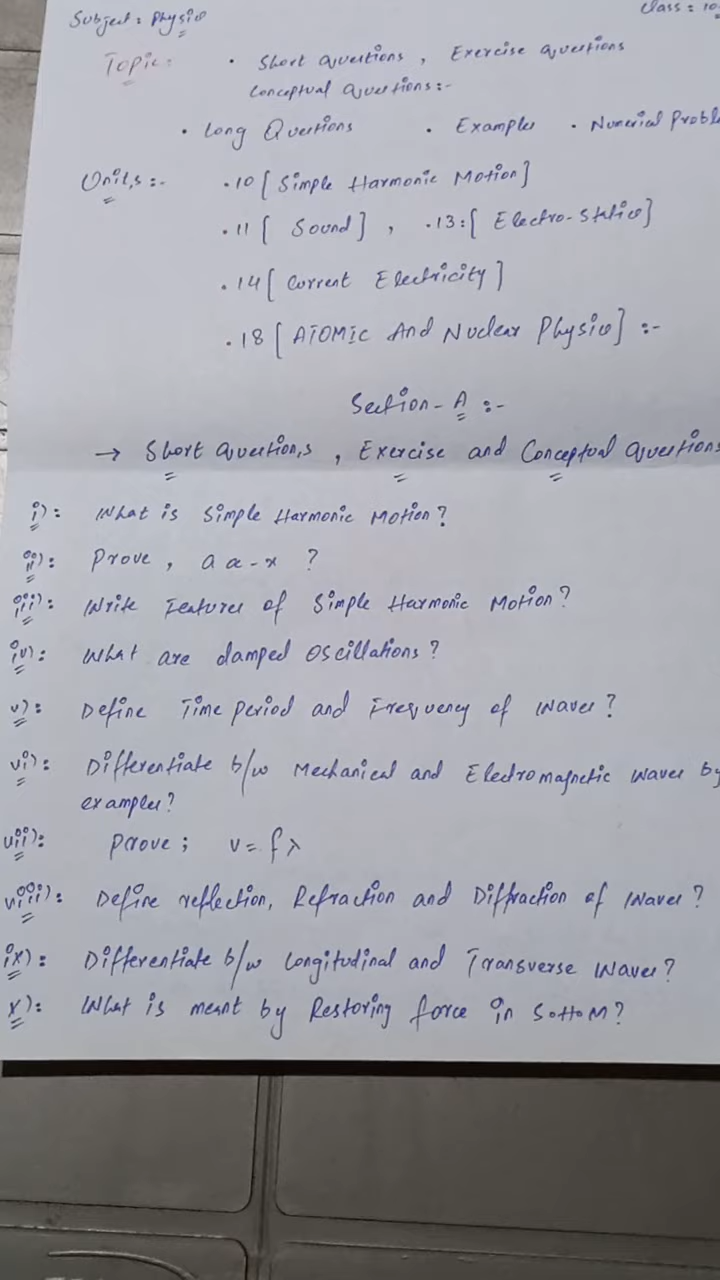 Subject: Physics
Class = 10
Topic: • Short Questions, Exercise Questions
Conceptual Questions:-
• Long Questions • Examples • Numerical Probl
Units:- .10 [Simple Harmonic Motion]
.11 [Sound], .13:[Electro-Statics]
.14 [Current Electricity]
.18 [ATOMIC And Nuclear Physics] :-
Section-A :-
→ Short Questions, Exercise and Conceptual Questions
i): What is Simple Harmonic Motion?
ii): Prove, a α -x ?
iii): Write Features of Simple Harmonic Motion?
iv): What are damped Oscillations?
v): Define Time Period and Frequency of Waves?
vi): Differentiate b/w Mechanical and Electromagnetic Waves by
examples?
vii): Prove; v = fλ
viii): Define reflection, Refraction and Diffraction of Waves?
ix): Differentiate b/w Longitudinal and Transverse Waves?
x): What is meant by Restoring force in S.H.M?